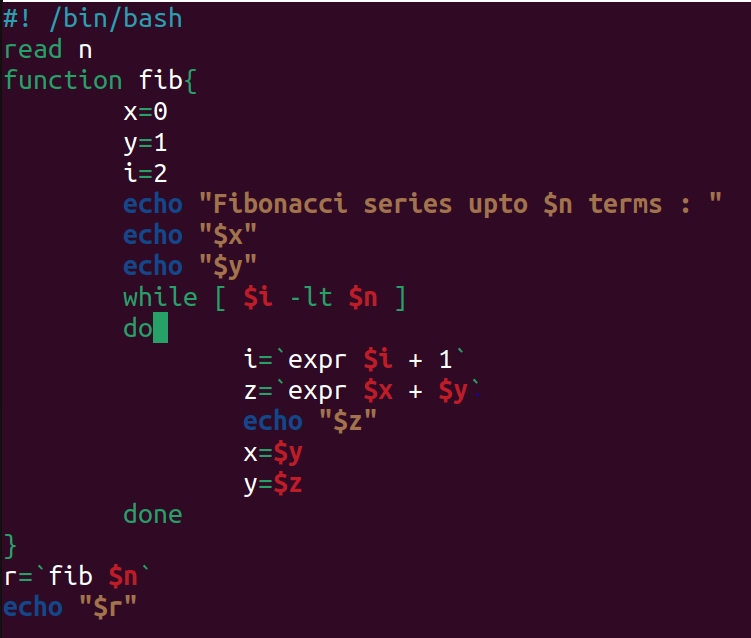 #! /bin/bash
read n
function fib{
x=0
y=1
i=2
echo "Fibonacci series upto $n terms : "
echo "$x"
echo "$y"
while [ $i -lt $n ]
do
i=`expr $i + 1`
z=`expr $x + $y`
echo "$z"
x=$y
y=$z
done
}
r=`fib $n`
echo "$r"